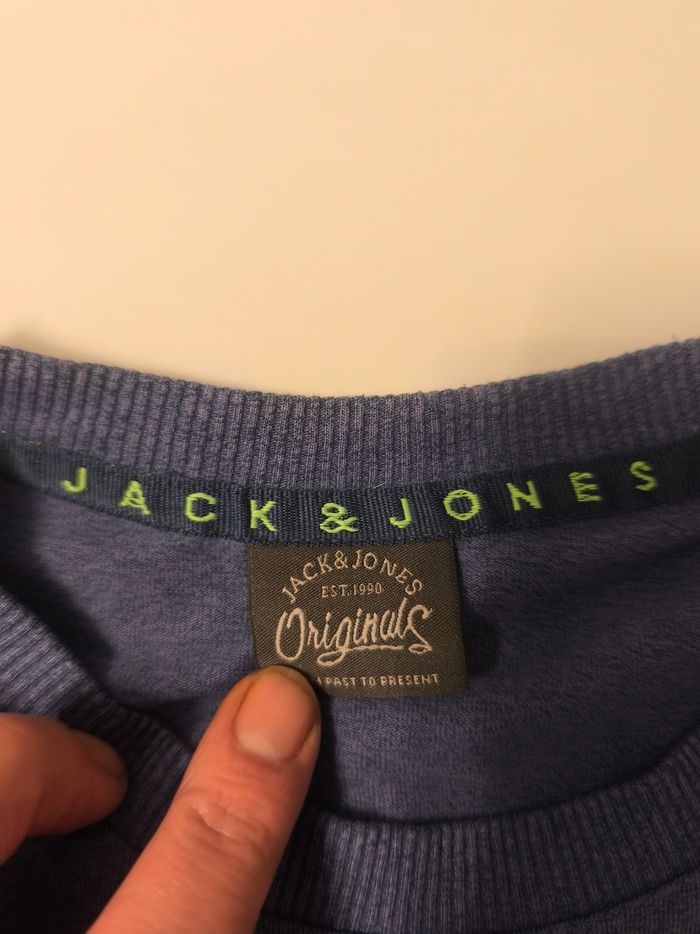 JACK & JONES
JACK&JONES
EST. 1990
Originals
PAST TO PRESENT